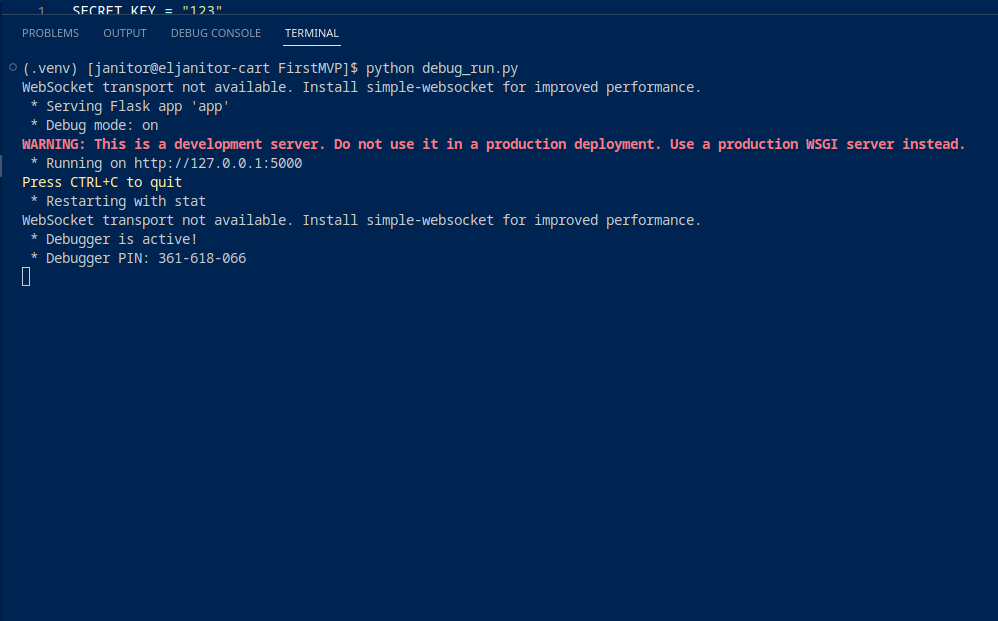 1 SECRET_KEY = "123"
PROBLEMS OUTPUT DEBUG CONSOLE TERMINAL
(.venv) [janitor@eljanitor-cart FirstMVP]$ python debug_run.py
WebSocket transport not available. Install simple-websocket for improved performance.
 * Serving Flask app 'app'
 * Debug mode: on
WARNING: This is a development server. Do not use it in a production deployment. Use a production WSGI server instead.
 * Running on http://127.0.0.1:5000
Press CTRL+C to quit
 * Restarting with stat
WebSocket transport not available. Install simple-websocket for improved performance.
 * Debugger is active!
 * Debugger PIN: 361-618-066